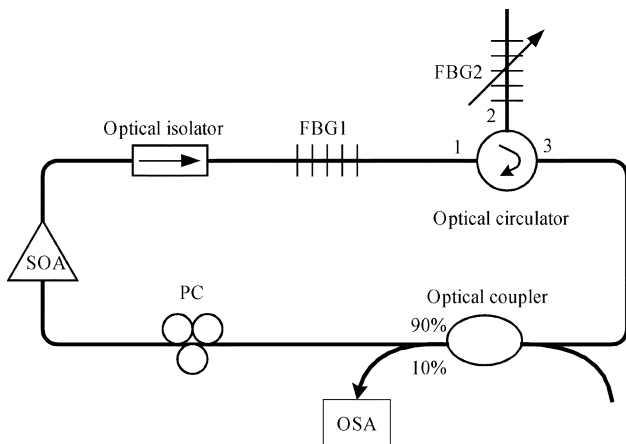 FBG2
2
Optical isolator
FBG1
1
3
Optical circulator
SOA
PC
Optical coupler
90%
10%
OSA